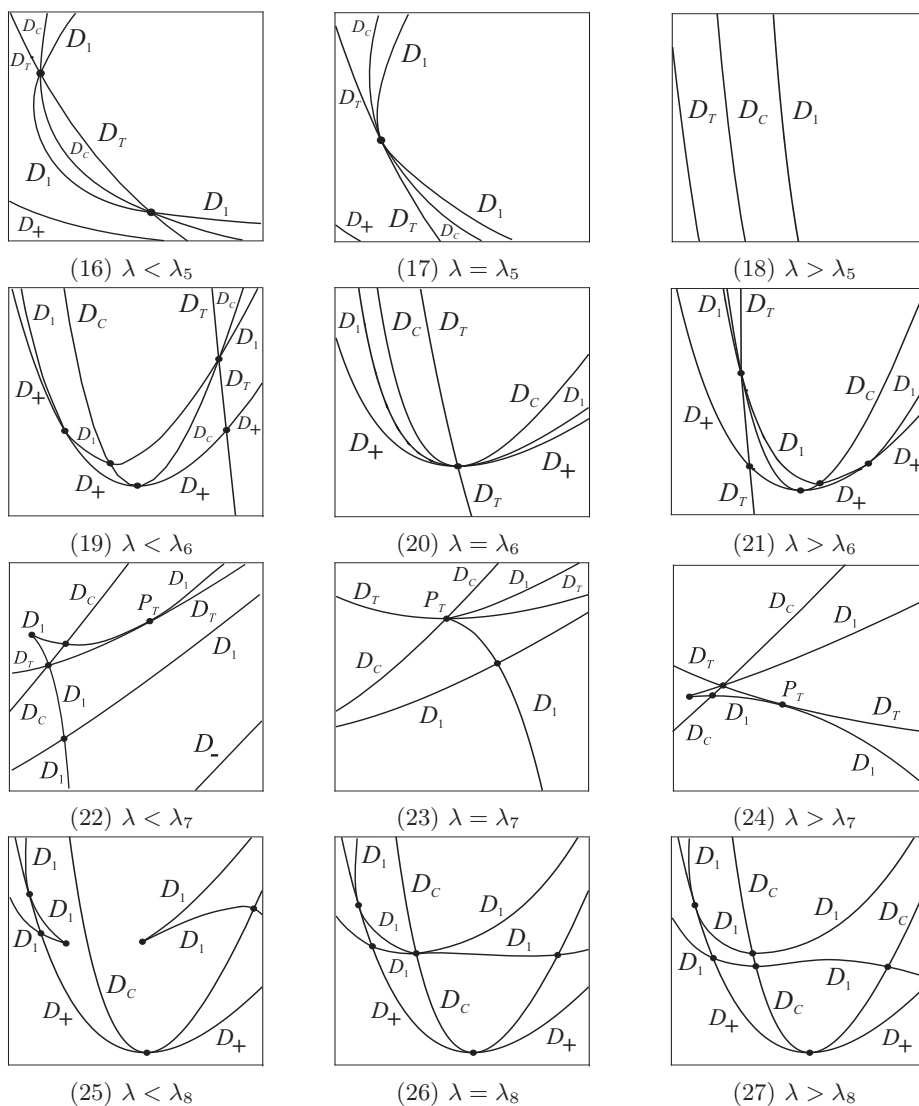 D_C D_1
D_T
D_T
D_C
D_1
D_1
D_+
(16) λ < λ_5
D_C D_1
D_T
D_1
D_T D_C
D_+
(17) λ = λ_5
D_T D_C D_1
(18) λ > λ_5
D_1 D_C D_T D_C
D_1
D_T
D_+
D_1 D_C D_+
D_+ D_+
(19) λ < λ_6
D_1 D_C D_T
D_C D_1
D_+ D_+
D_T
(20) λ = λ_6
D_1 D_T
D_C D_1
D_+
D_1
D_T D_+ D_+
(21) λ > λ_6
D_C D_1
P_T
D_1 D_T
D_T D_1
D_1
D_C
D_1 D_-
(22) λ < λ_7
D_C D_1
D_T P_T D_T
D_C
D_1 D_1
(23) λ = λ_7
D_C
D_1
D_T
P_T
D_C D_1 D_T
D_1
(24) λ > λ_7
D_1
D_1
D_1
D_1 D_1
D_C
D_+ D_+
(25) λ < λ_8
D_1 D_C
D_1 D_1
D_1 D_1
D_C
D_+ D_+
(26) λ = λ_8
D_1 D_C
D_1 D_1 D_C
D_1 D_1
D_C
D_+ D_+
(27) λ > λ_8